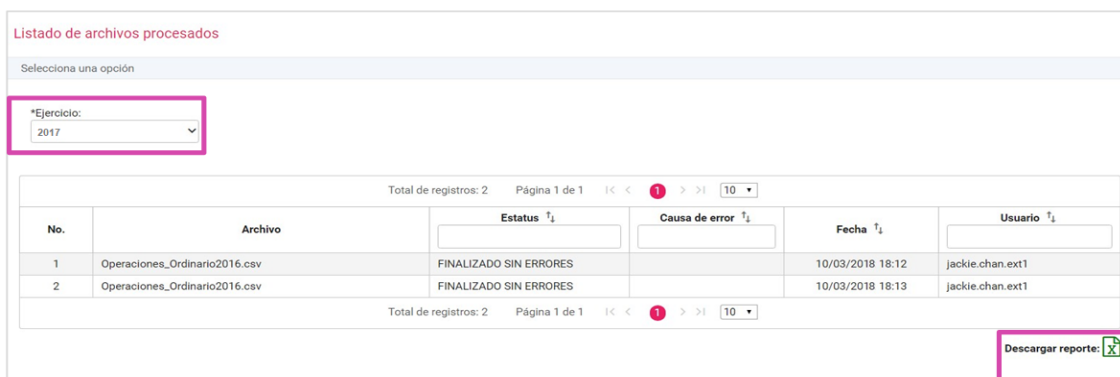 Listado de archivos procesados
Selecciona una opción
*Ejercicio:
2017
Total de registros: 2 Página 1 de 1 |< < 1 > >| 10
No. Archivo Estatus Causa de error Fecha Usuario
1 Operaciones_Ordinario2016.csv FINALIZADO SIN ERRORES 10/03/2018 18:12 jackie.chan.ext1
2 Operaciones_Ordinario2016.csv FINALIZADO SIN ERRORES 10/03/2018 18:13 jackie.chan.ext1
Total de registros: 2 Página 1 de 1 |< < 1 > >| 10
Descargar reporte: X